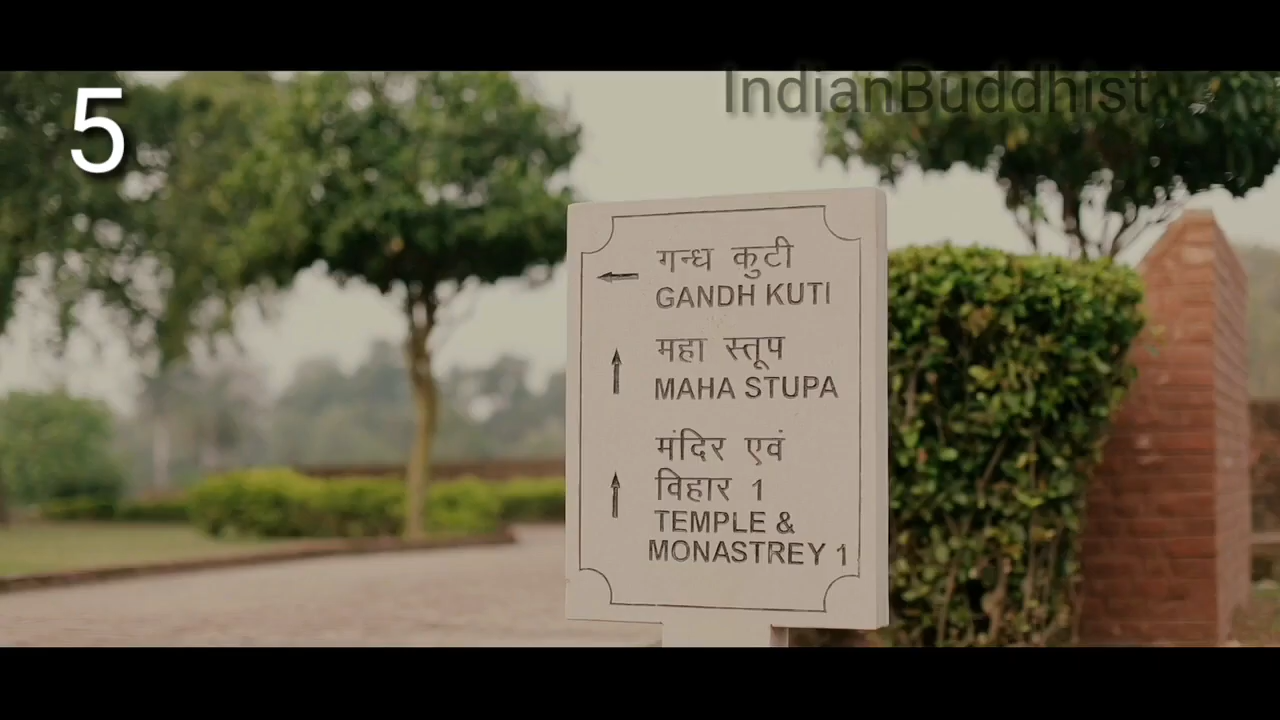 5
IndianBuddhist
गन्ध कुटी
GANDH KUTI
महा स्तूप
MAHA STUPA
मंदिर एवं
विहार 1
TEMPLE &
MONASTREY 1